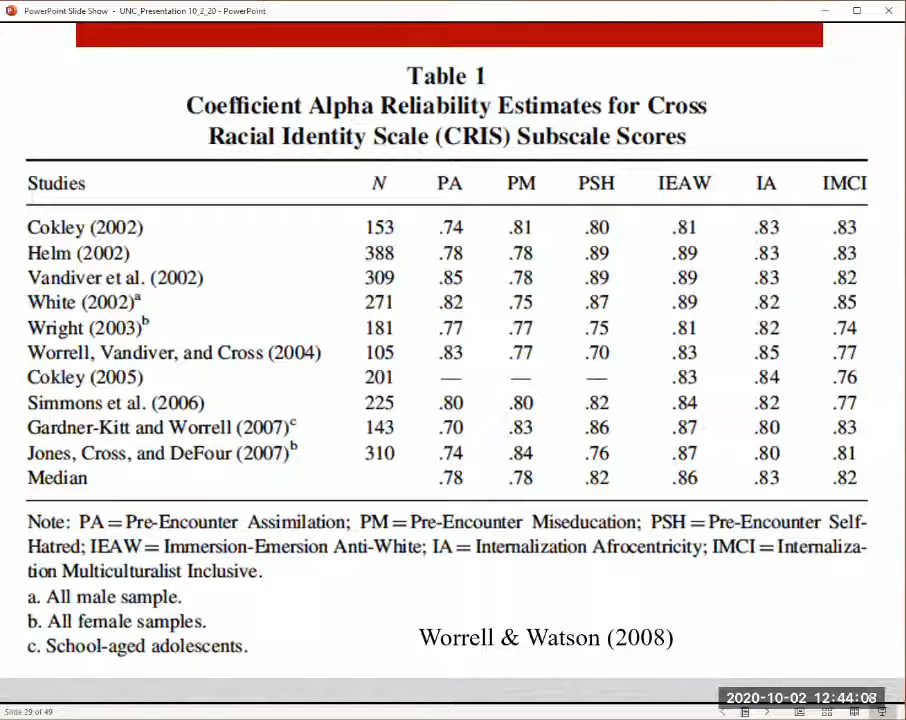 PowerPoint Slide Show - UNC_Presentation 10_2_20 - PowerPoint
Table 1
Coefficient Alpha Reliability Estimates for Cross
Racial Identity Scale (CRIS) Subscale Scores
Studies N PA PM PSH IEAW IA IMCI
Cokley (2002) 153 .74 .81 .80 .81 .83 .83
Helm (2002) 388 .78 .78 .89 .89 .83 .83
Vandiver et al. (2002) 309 .85 .78 .89 .89 .83 .82
White (2002)a 271 .82 .75 .87 .89 .82 .85
Wright (2003)b 181 .77 .77 .75 .81 .82 .74
Worrell, Vandiver, and Cross (2004) 105 .83 .77 .70 .83 .85 .77
Cokley (2005) 201 — — — .83 .84 .76
Simmons et al. (2006) 225 .80 .80 .82 .84 .82 .77
Gardner-Kitt and Worrell (2007)c 143 .70 .83 .86 .87 .80 .83
Jones, Cross, and DeFour (2007)b 310 .74 .84 .76 .87 .80 .81
Median .78 .78 .82 .86 .83 .82
Note: PA = Pre-Encounter Assimilation; PM = Pre-Encounter Miseducation; PSH = Pre-Encounter Self-
Hatred; IEAW = Immersion-Emersion Anti-White; IA = Internalization Afrocentricity; IMCI = Internaliza-
tion Multiculturalist Inclusive.
a. All male sample.
b. All female samples.
c. School-aged adolescents.
Worrell & Watson (2008)
2020-10-02 12:44:08
Slide 29 of 49